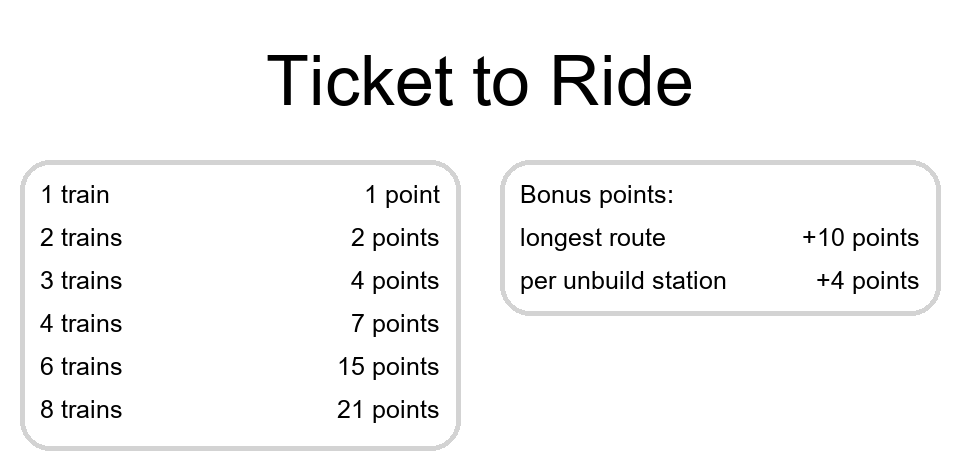 Ticket to Ride
1 train 1 point
2 trains 2 points
3 trains 4 points
4 trains 7 points
6 trains 15 points
8 trains 21 points
Bonus points:
longest route +10 points
per unbuild station +4 points